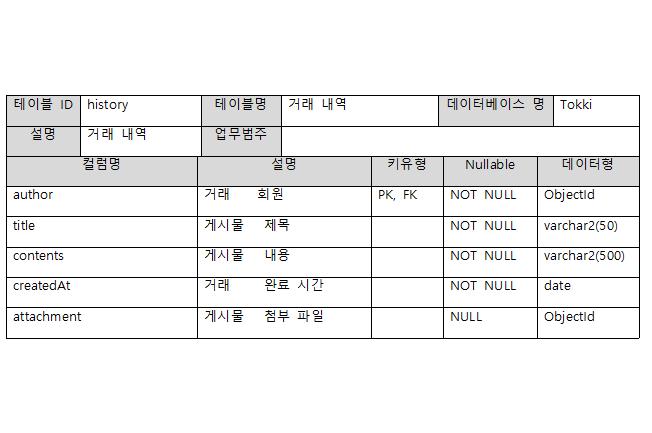 테이블 ID history 테이블명 거래 내역 데이터베이스 명 Tokki
설명 거래 내역 업무범주
컬럼명 설명 키유형 Nullable 데이터형
author 거래 회원 PK, FK NOT NULL ObjectId
title 게시물 제목 NOT NULL varchar2(50)
contents 게시물 내용 NOT NULL varchar2(500)
createdAt 거래 완료 시간 NOT NULL date
attachment 게시물 첨부 파일 NULL ObjectId